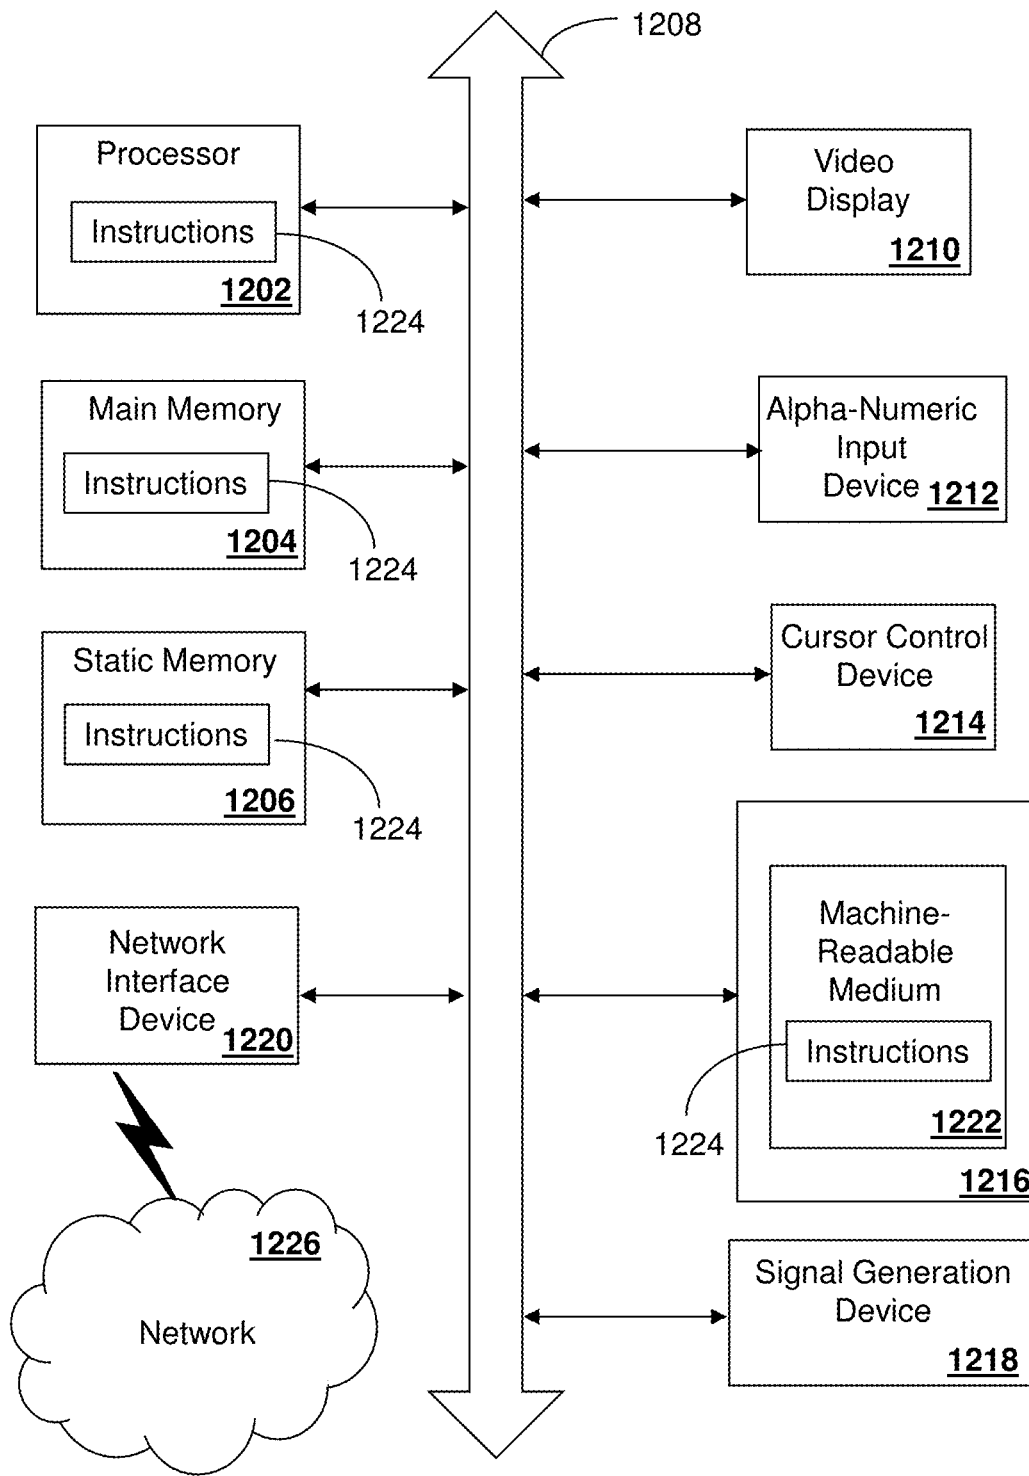 1208
Processor
Instructions
1202
1224
Main Memory
Instructions
1204
1224
Static Memory
Instructions
1206
1224
Network
Interface
Device
1220
1226
Network
Video
Display
1210
Alpha-Numeric
Input
Device
1212
Cursor Control
Device
1214
Machine-
Readable
Medium
Instructions
1224
1222
1216
Signal Generation
Device
1218